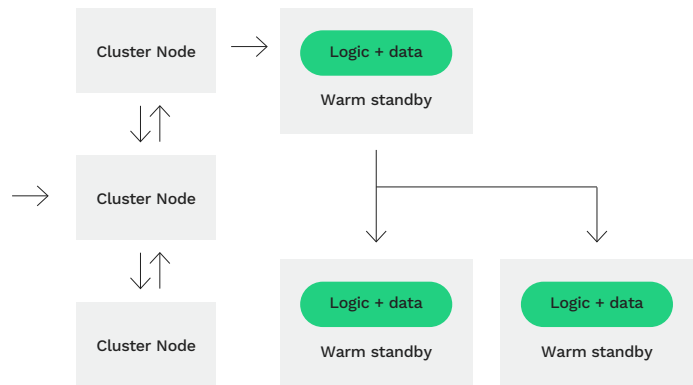 Cluster Node
Logic + data
Warm standby
Cluster Node
Cluster Node
Logic + data
Warm standby
Logic + data
Warm standby